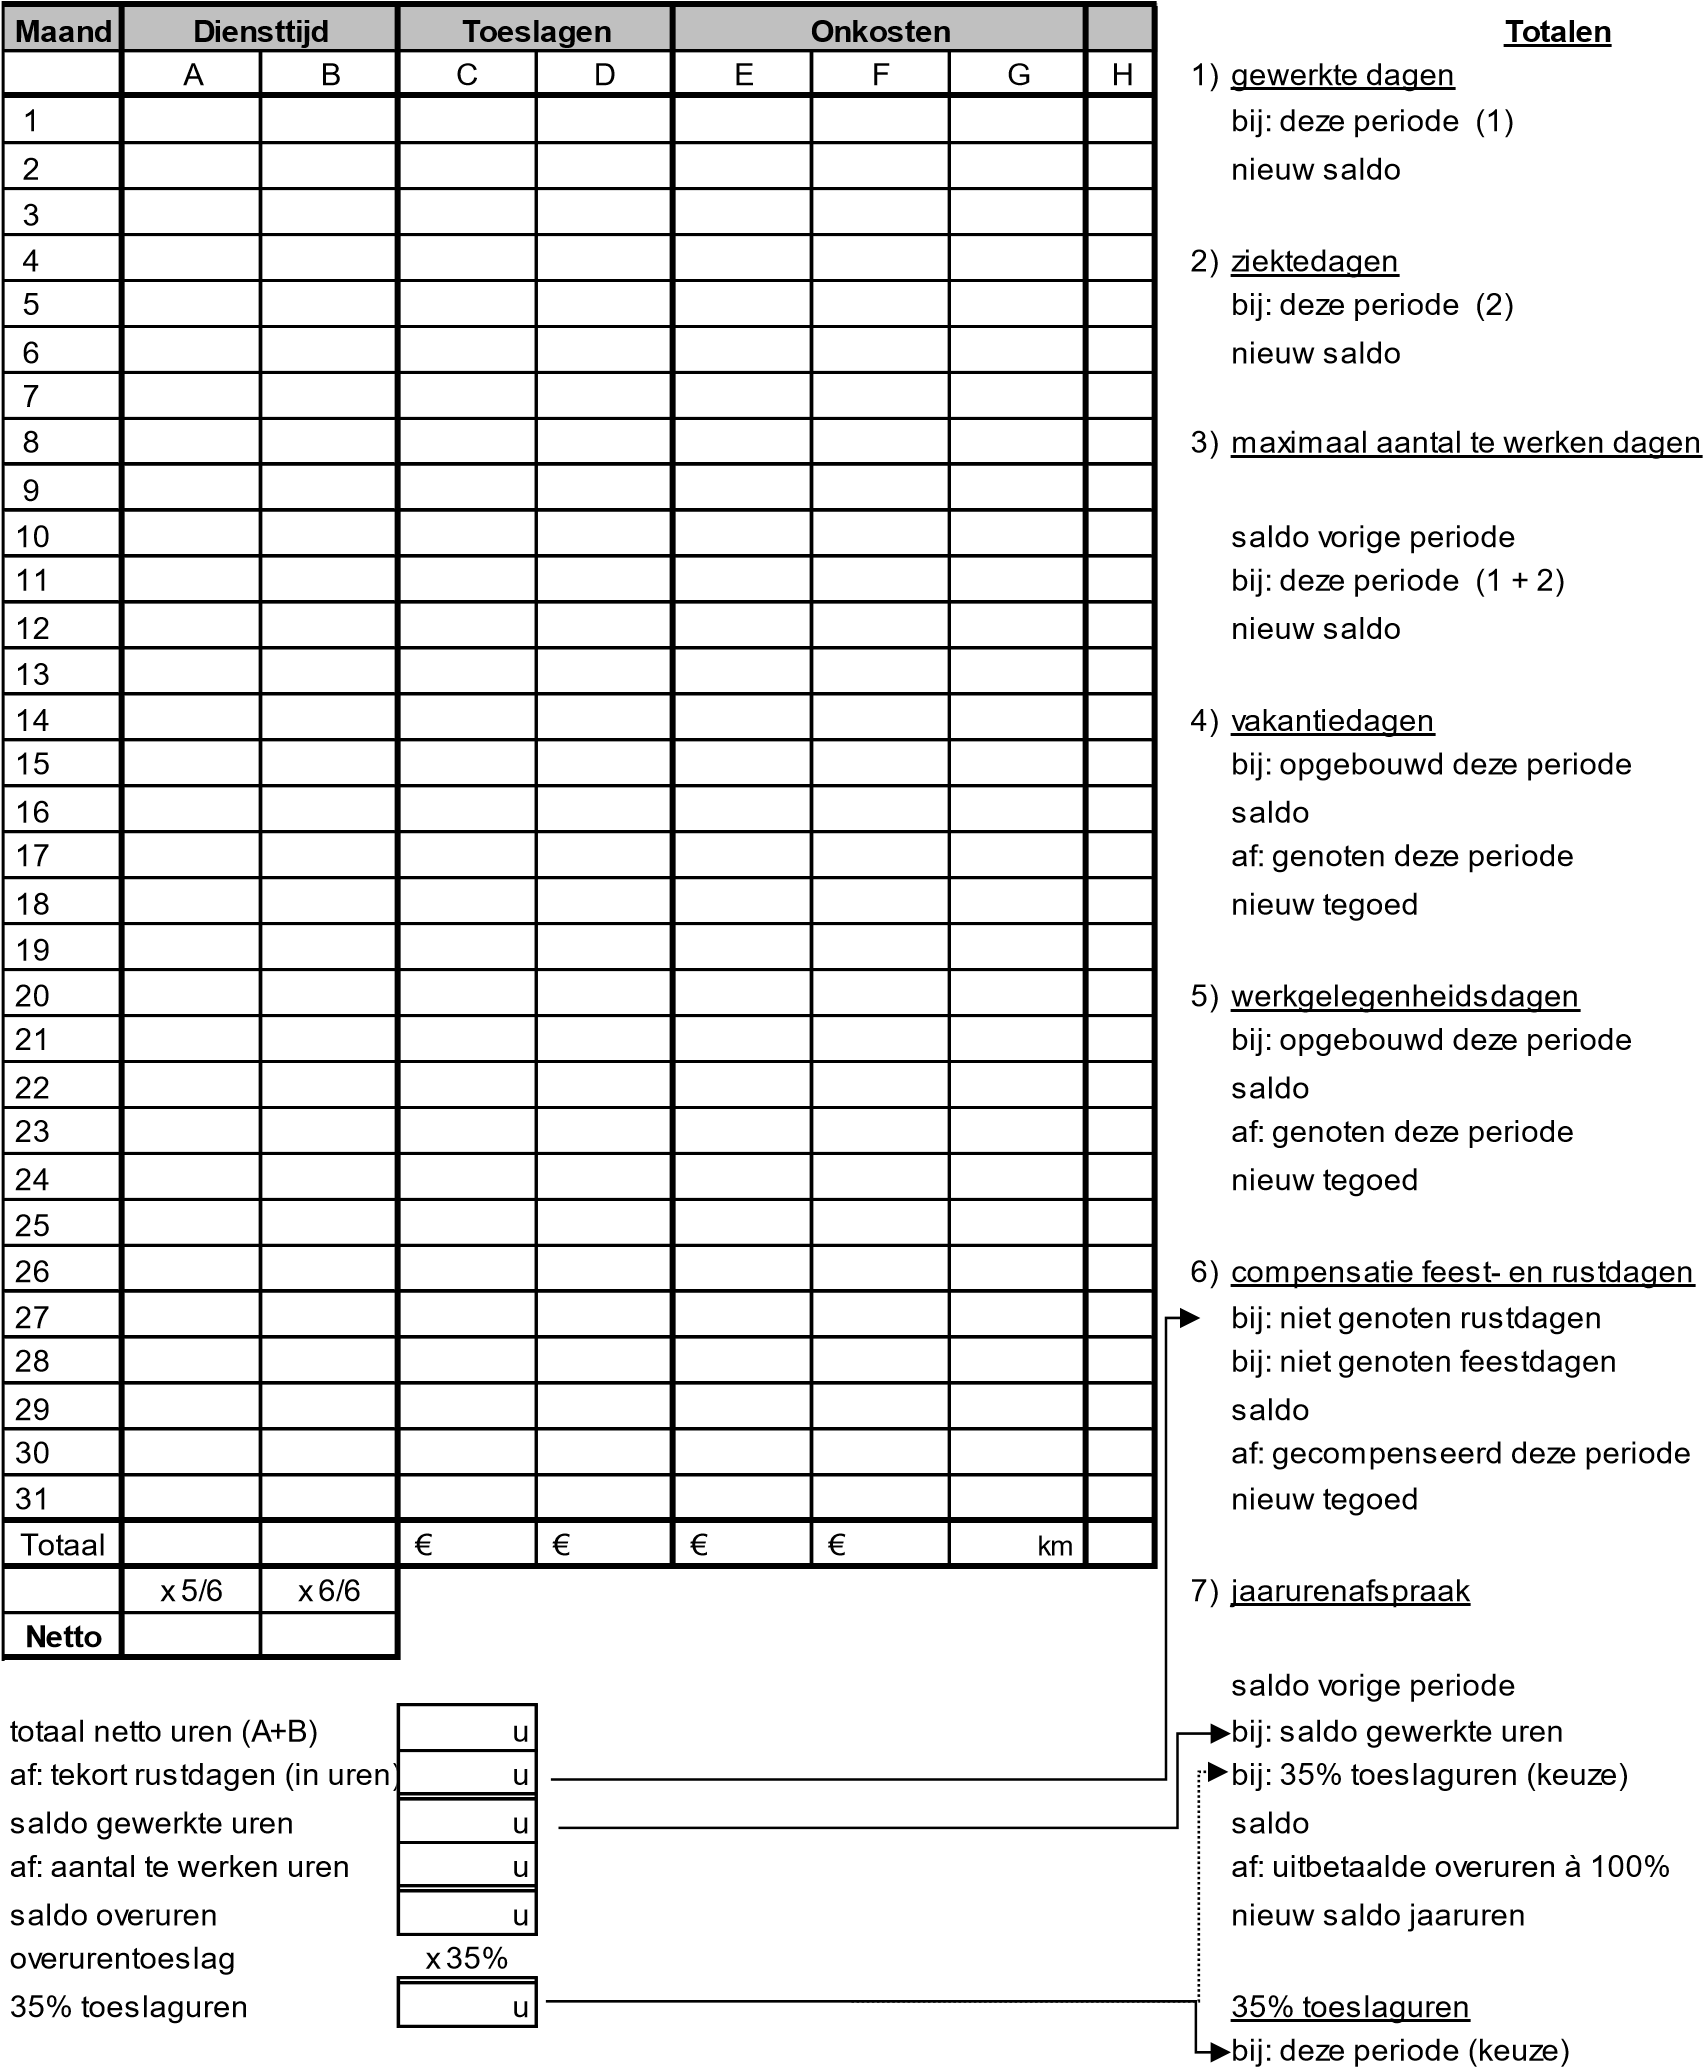 Maand Diensttijd Toeslagen Onkosten Totalen
A B C D E F G H 1) gewerkte dagen
1 bij: deze periode (1)
2 nieuw saldo
3
4 2) ziektedagen
5 bij: deze periode (2)
6 nieuw saldo
7
8 3) maximaal aantal te werken dagen
9
10 saldo vorige periode
11 bij: deze periode (1 + 2)
12 nieuw saldo
13
14 4) vakantiedagen
15 bij: opgebouwd deze periode
16 saldo
17 af: genoten deze periode
18 nieuw tegoed
19
20 5) werkgelegenheidsdagen
21 bij: opgebouwd deze periode
22 saldo
23 af: genoten deze periode
24 nieuw tegoed
25
26 6) compensatie feest- en rustdagen
27 bij: niet genoten rustdagen
28 bij: niet genoten feestdagen
29 saldo
30 af: gecompenseerd deze periode
31 nieuw tegoed
Totaal € € € € km
x 5/6 x 6/6 7) jaarurenafspraak
Netto
saldo vorige periode
totaal netto uren (A+B) u bij: saldo gewerkte uren
af: tekort rustdagen (in uren) u bij: 35% toeslaguren (keuze)
saldo gewerkte uren u saldo
af: aantal te werken uren u af: uitbetaalde overuren à 100%
saldo overuren u nieuw saldo jaaruren
overurentoeslag x 35%
35% toeslaguren u 35% toeslaguren
bij: deze periode (keuze)